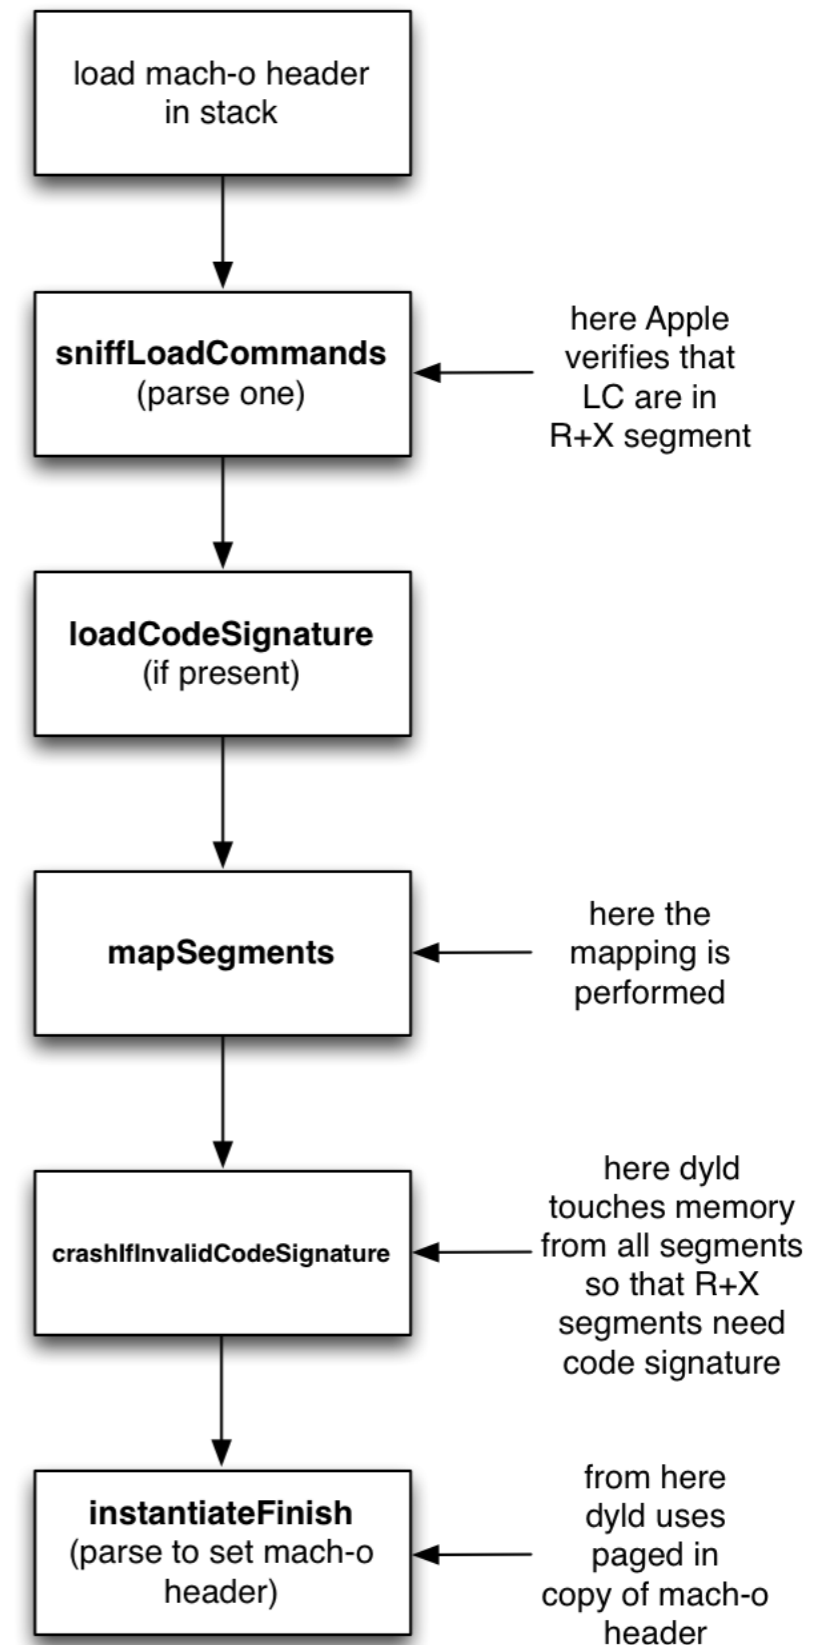 load mach-o header
in stack
sniffLoadCommands
(parse one)
here Apple
verifies that
LC are in
R+X segment
loadCodeSignature
(if present)
mapSegments
here the
mapping is
performed
crashIfInvalidCodeSignature
here dyld
touches memory
from all segments
so that R+X
segments need
code signature
instantiateFinish
(parse to set mach-o
header)
from here
dyld uses
paged in
copy of mach-o
header